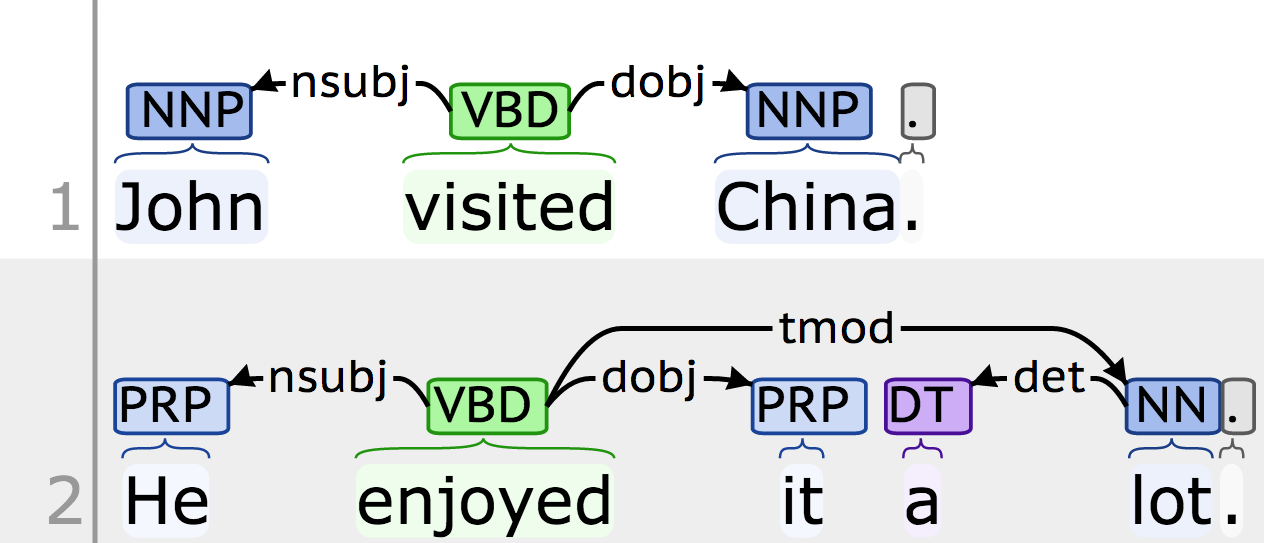 nsubj dobj
NNP VBD NNP .
1 John visited China.
tmod
nsubj dobj det
PRP VBD PRP DT NN .
2 He enjoyed it a lot.